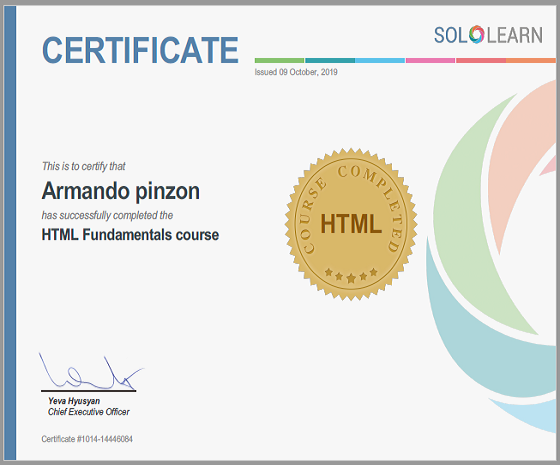 CERTIFICATE
SOLOLEARN
Issued 09 October, 2019
This is to certify that
Armando pinzon
has successfully completed the
HTML Fundamentals course
COURSE COMPLETED
HTML
Yeva Hyusyan
Chief Executive Officer
Certificate #1014-14446084